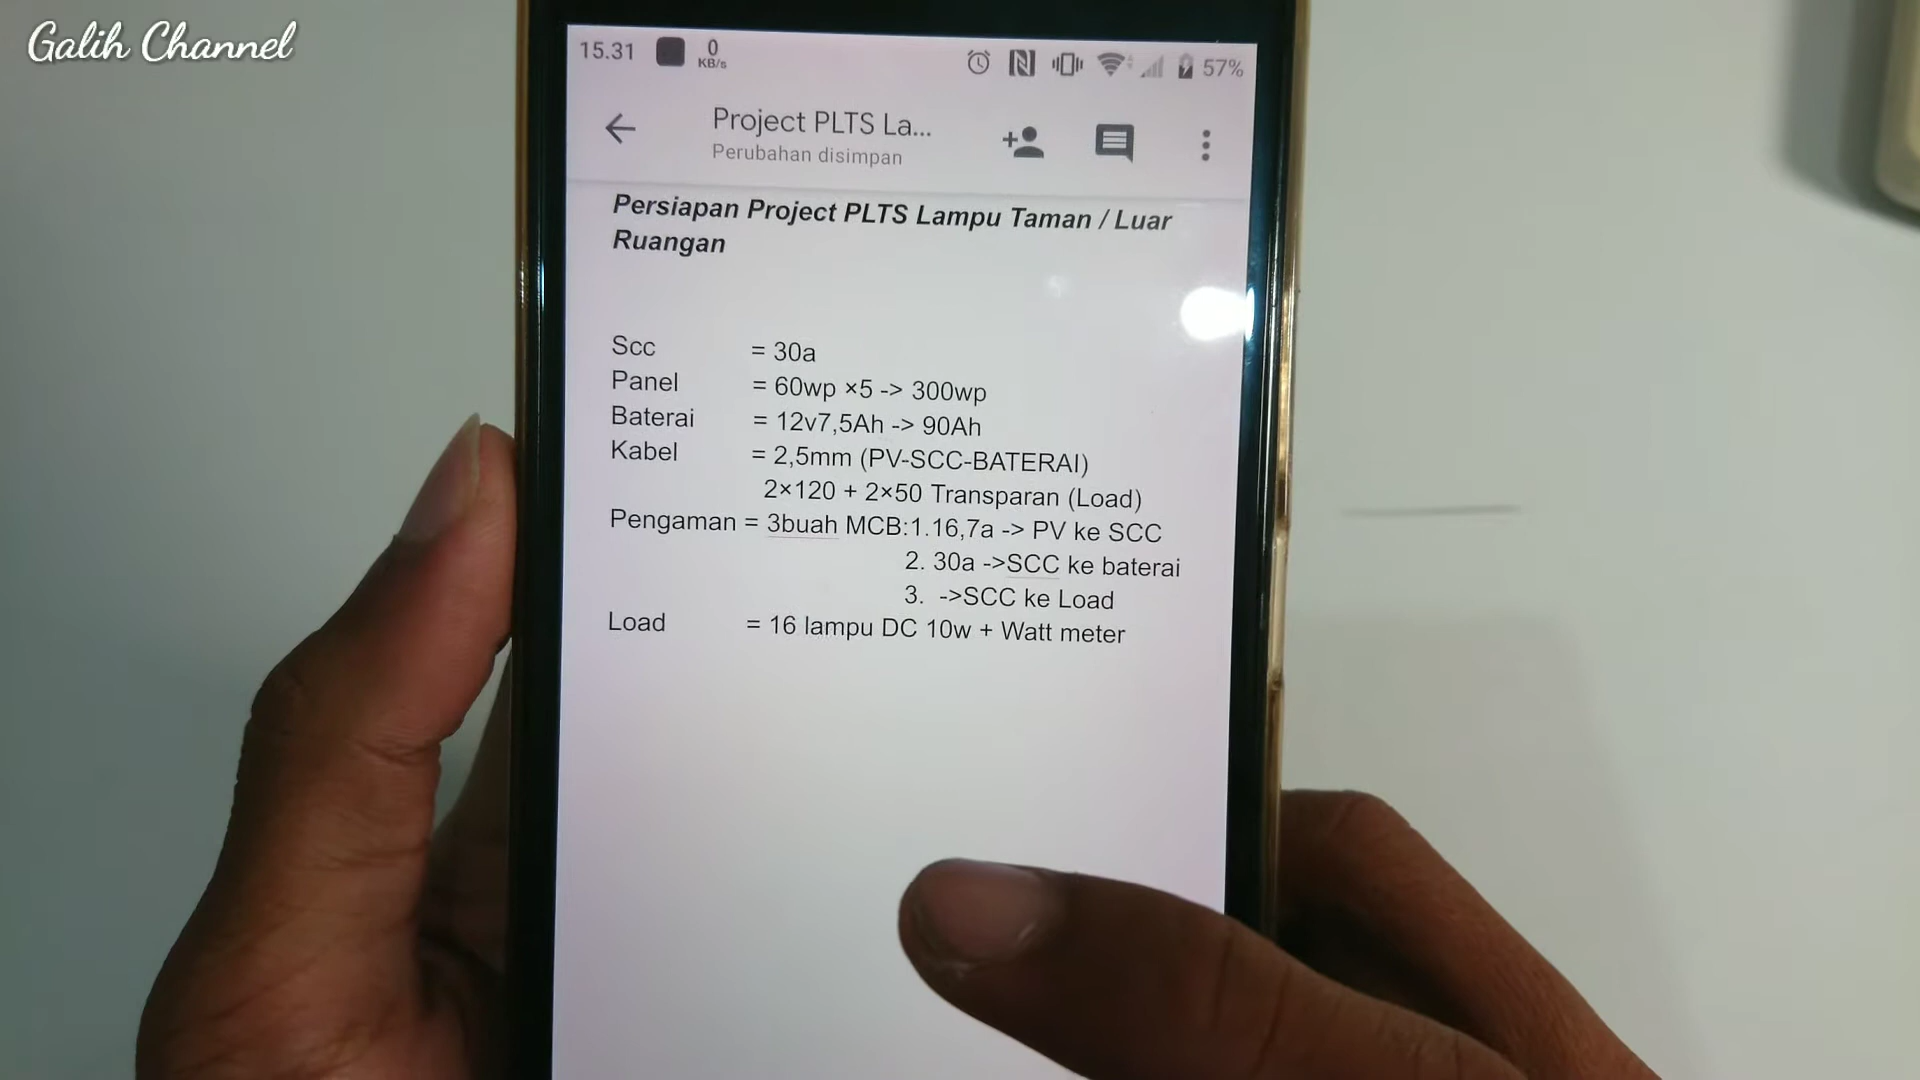 Galih Channel
15.31 0 KB/s 57%
Project PLTS La...
Perubahan disimpan
Persiapan Project PLTS Lampu Taman / Luar
Ruangan
Scc = 30a
Panel = 60wp ×5 -> 300wp
Baterai = 12v7,5Ah -> 90Ah
Kabel = 2,5mm (PV-SCC-BATERAI)
2×120 + 2×50 Transparan (Load)
Pengaman = 3buah MCB:1.16,7a -> PV ke SCC
2. 30a ->SCC ke baterai
3. ->SCC ke Load
Load = 16 lampu DC 10w + Watt meter